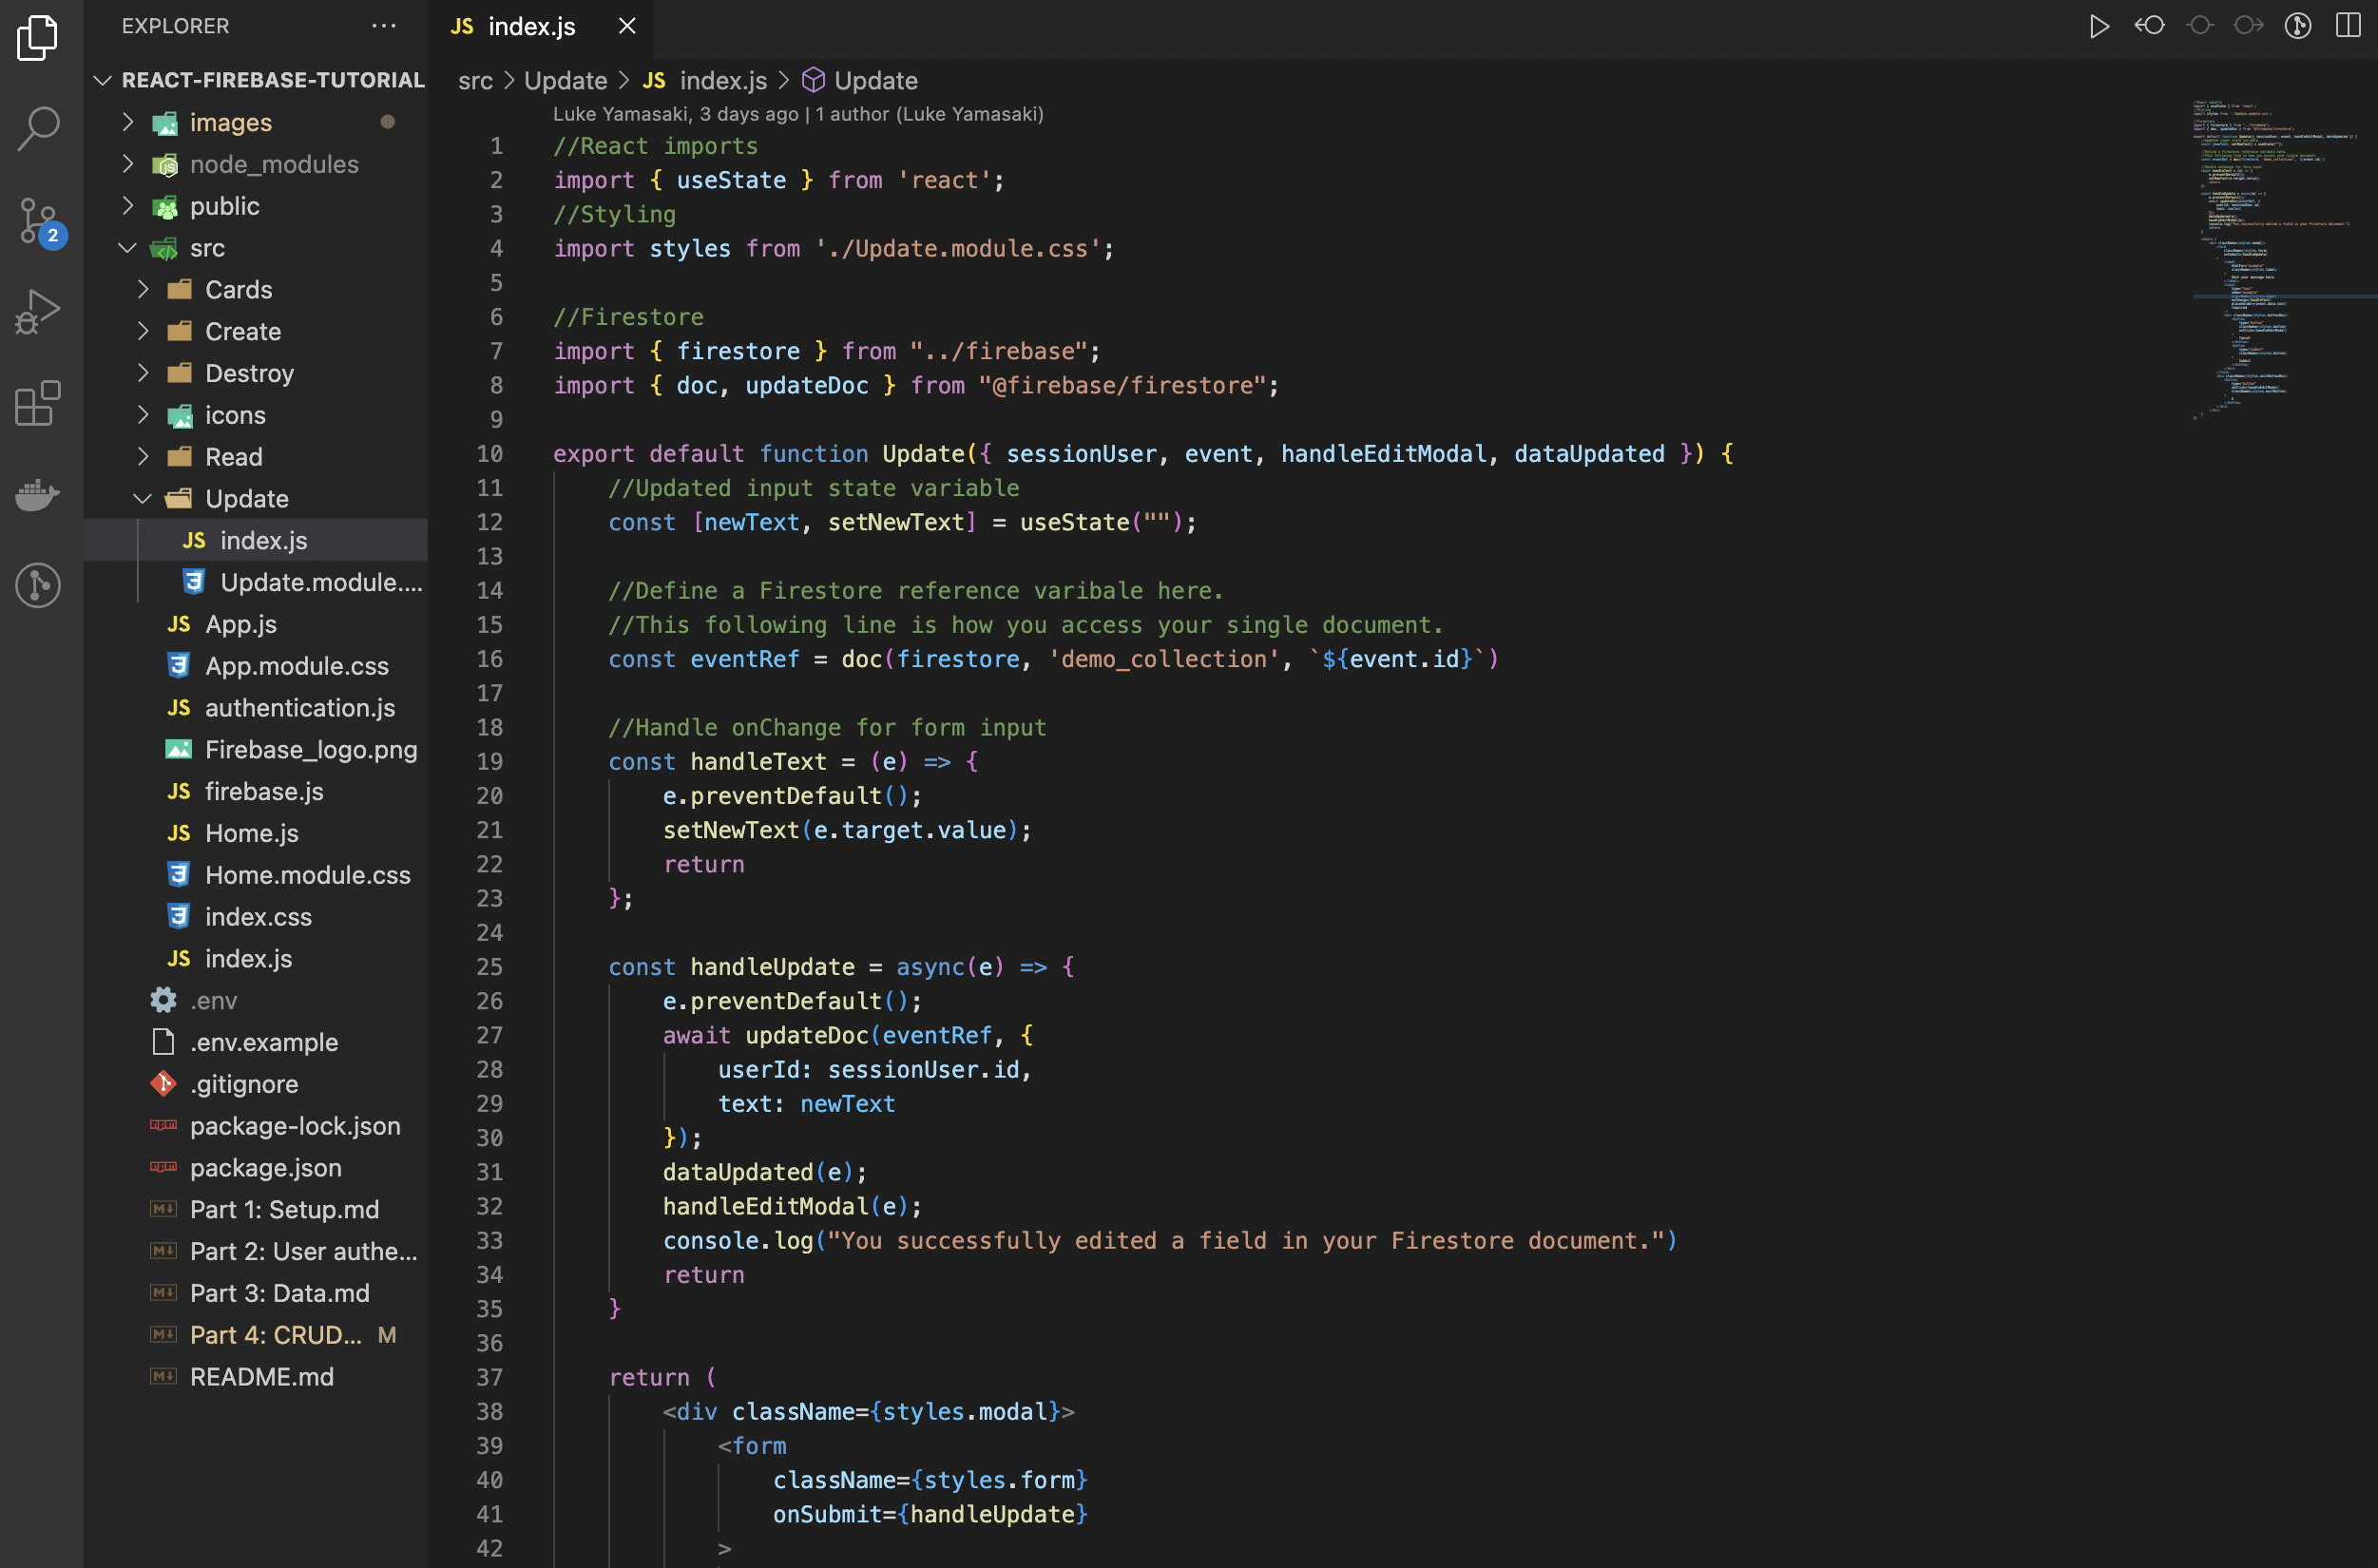 EXPLORER
REACT-FIREBASE-TUTORIAL
images
node_modules
public
src
Cards
Create
Destroy
icons
Read
Update
JS index.js
Update.module....
JS App.js
App.module.css
JS authentication.js
Firebase_logo.png
JS firebase.js
JS Home.js
Home.module.css
index.css
JS index.js
.env
.env.example
.gitignore
package-lock.json
package.json
Part 1: Setup.md
Part 2: User authe...
Part 3: Data.md
Part 4: CRUD... M
README.md
2
JS index.js
src > Update > JS index.js > Update
Luke Yamasaki, 3 days ago | 1 author (Luke Yamasaki)
1 //React imports
2 import { useState } from 'react';
3 //Styling
4 import styles from './Update.module.css';
5
6 //Firestore
7 import { firestore } from "../firebase";
8 import { doc, updateDoc } from "@firebase/firestore";
9
10 export default function Update({ sessionUser, event, handleEditModal, dataUpdated }) {
11 //Updated input state variable
12 const [newText, setNewText] = useState("");
13
14 //Define a Firestore reference varibale here.
15 //This following line is how you access your single document.
16 const eventRef = doc(firestore, 'demo_collection', `${event.id}`)
17
18 //Handle onChange for form input
19 const handleText = (e) => {
20 e.preventDefault();
21 setNewText(e.target.value);
22 return
23 };
24
25 const handleUpdate = async(e) => {
26 e.preventDefault();
27 await updateDoc(eventRef, {
28 userId: sessionUser.id,
29 text: newText
30 });
31 dataUpdated(e);
32 handleEditModal(e);
33 console.log("You successfully edited a field in your Firestore document.")
34 return
35 }
36
37 return (
38 <div className={styles.modal}>
39 <form
40 className={styles.form}
41 onSubmit={handleUpdate}
42 >